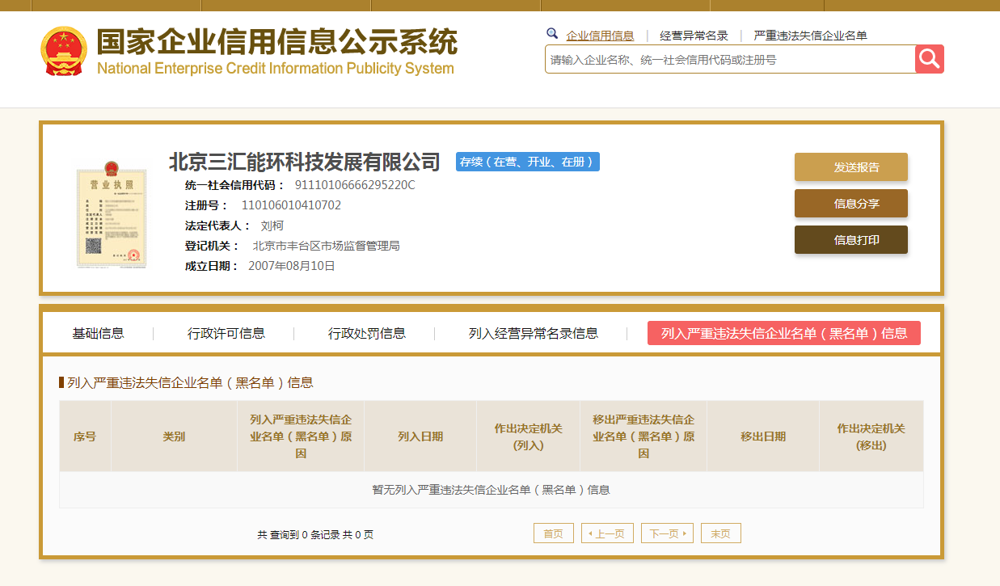 国家企业信用信息公示系统
National Enterprise Credit Information Publicity System
企业信用信息 | 经营异常名录 | 严重违法失信企业名单
请输入企业名称、统一社会信用代码或注册号
北京三汇能环科技发展有限公司 存续（在营、开业、在册）
统一社会信用代码： 91110106666295220C
注册号： 110106010410702
法定代表人： 刘柯
登记机关： 北京市丰台区市场监督管理局
成立日期： 2007年08月10日
营业执照
发送报告
信息分享
信息打印
基础信息 | 行政许可信息 | 行政处罚信息 | 列入经营异常名录信息 | 列入严重违法失信企业名单（黑名单）信息
列入严重违法失信企业名单（黑名单）信息
序号 类别 列入严重违法失信企业名单（黑名单）原因 列入日期 作出决定机关(列入) 移出严重违法失信企业名单（黑名单）原因 移出日期 作出决定机关(移出)
暂无列入严重违法失信企业名单（黑名单）信息
共 查询到 0 条记录 共 0 页 首页 上一页 下一页 末页